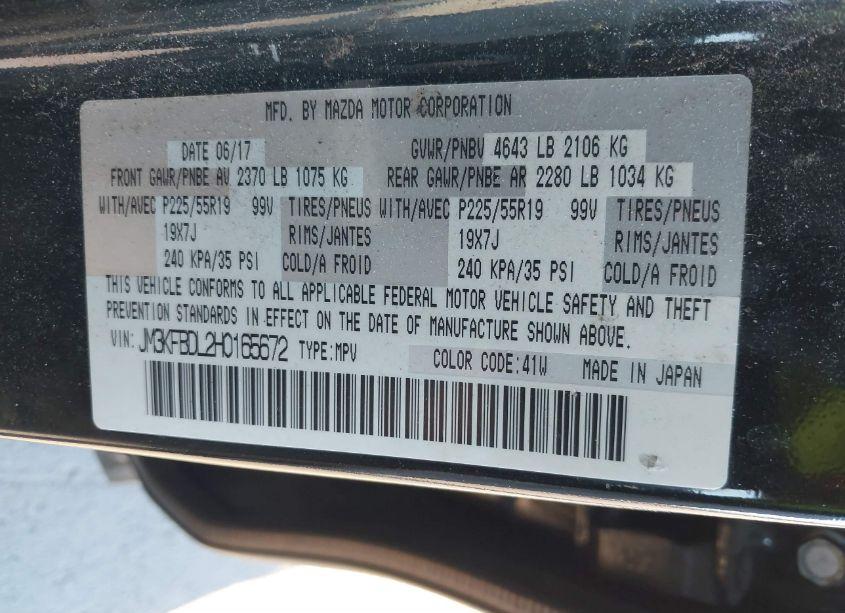 MFD. BY MAZDA MOTOR CORPORATION
DATE 06/17 GVWR/PNBV 4643 LB 2106 KG
FRONT GAWR/PNBE AV 2370 LB 1075 KG REAR GAWR/PNBE AR 2280 LB 1034 KG
WITH/AVEC P225/55R19 99V TIRES/PNEUS WITH/AVEC P225/55R19 99V TIRES/PNEUS
19X7J RIMS/JANTES 19X7J RIMS/JANTES
240 KPA/35 PSI COLD/A FROID 240 KPA/35 PSI COLD/A FROID
THIS VEHICLE CONFORMS TO ALL APPLICABLE FEDERAL MOTOR VEHICLE SAFETY AND THEFT
PREVENTION STANDARDS IN EFFECT ON THE DATE OF MANUFACTURE SHOWN ABOVE.
VIN: JM3KFBDL2H0165672 TYPE:MPV COLOR CODE:41W MADE IN JAPAN